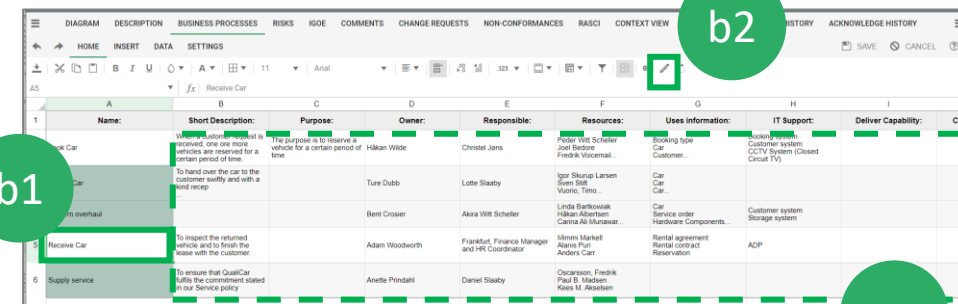 DIAGRAM DESCRIPTION BUSINESS PROCESSES RISKS IGOE COMMENTS CHANGE REQUESTS NON-CONFORMANCES RASCI CONTEXT VIEW HISTORY ACKNOWLEDGE HISTORY
b2
HOME INSERT DATA SETTINGS SAVE CANCEL
B I U A 11 Arial .123
A5 fx Receive Car
A B C D E F G H I
1 Name: Short Description: Purpose: Owner: Responsible: Resources: Uses information: IT Support: Deliver Capability: C
Car
When a customer request is
received, one ore more
vehicles are reserved for a
certain period of time.
The purpose is to reserve a
vehicle for a certain period of
time
Håkan Wilde
Christel Jons
Peder Witt Scheller
Joel Bedore
Fredrik Voicemail...
Booking type
Car
Customer...
Booking system
Customer system
CCTV System (Closed
Circuit TV)
b1
Car
To hand over the car to the
customer swiftly and with a
kind recep
...
Ture Dubb
Lotte Slaaby
Igor Skurup Larsen
Sven Stift
Vuorio, Timo...
Car
Car
Car...
overhaul
Bent Crosier
Akira Witt Scheller
Linda Bartkowiak
Håkan Albertsen
Carina Ali Munawar...
Car
Service order
Hardware Components...
Customer system
Storage system
5 Receive Car
To inspect the returned
vehicle and to finish the
lease with the customer.
Adam Woodworth
Frankfurt, Finance Manager
and HR Coordinator
Mimmi Markell
Alanis Puri
Anders Carr
Rental agreement
Rental contract
Reservation
ADP
6 Supply service
To ensure that QualiCar
fulfils the commitment stated
in our Service policy
Anette Prindahl
Daniel Slaaby
Oscarsson, Fredrik
Paul B. Madsen
Kees M. Akselsen